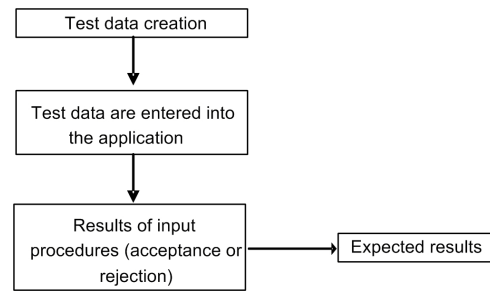 Test data creation
Test data are entered into
the application
Results of input
procedures (acceptance or
rejection)
Expected results